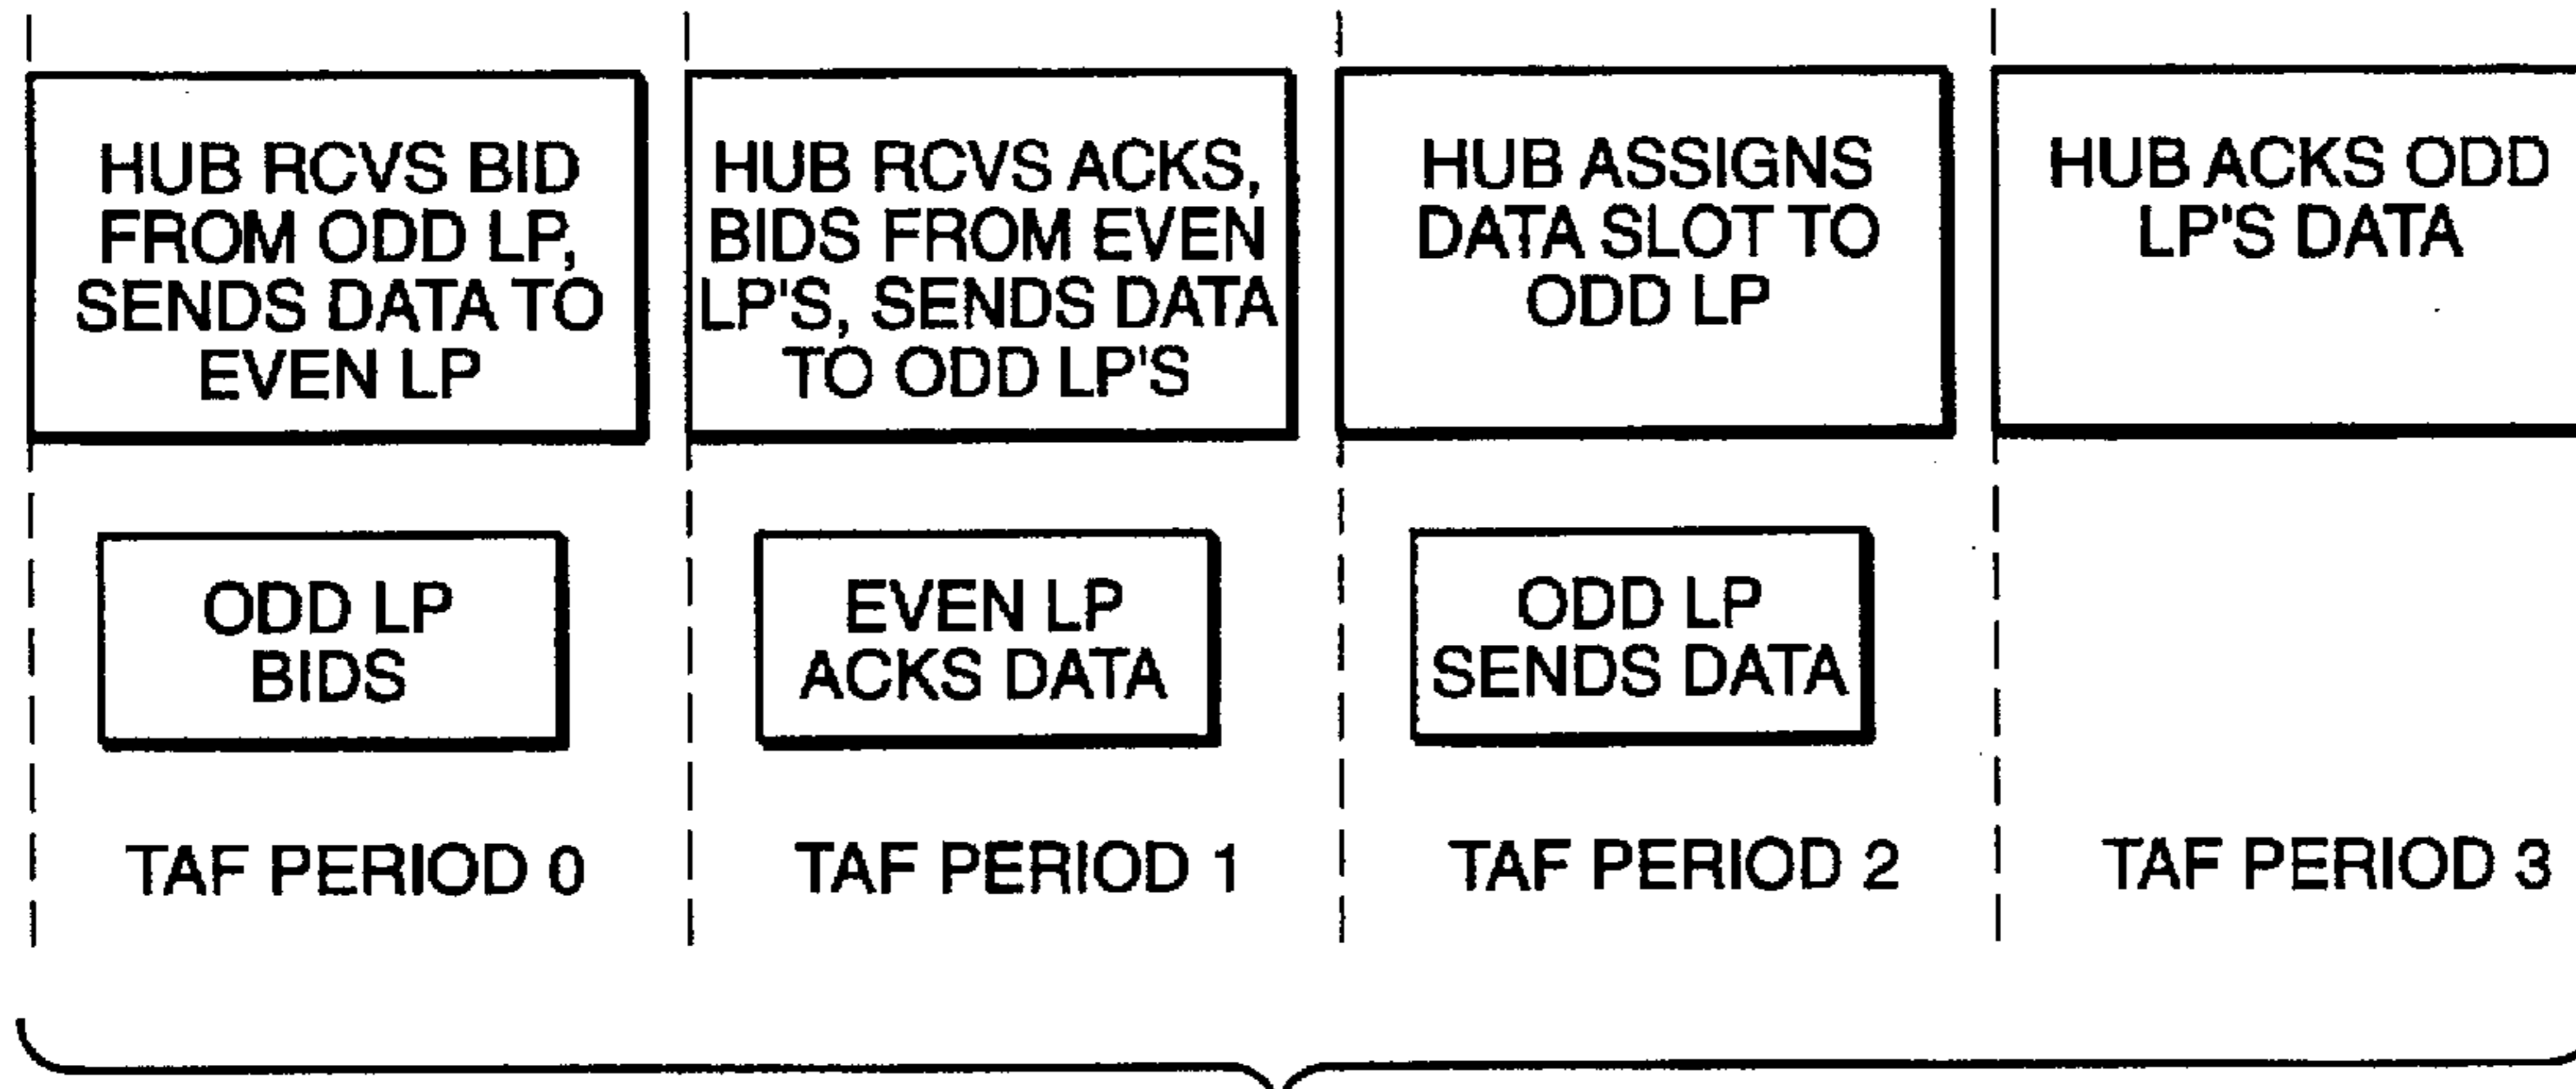 HUB RCVS BID
FROM ODD LP,
SENDS DATA TO
EVEN LP
HUB RCVS ACKS,
BIDS FROM EVEN
LP'S, SENDS DATA
TO ODD LP'S
HUB ASSIGNS
DATA SLOT TO
ODD LP
HUB ACKS ODD
LP'S DATA
ODD LP
BIDS
EVEN LP
ACKS DATA
ODD LP
SENDS DATA
TAF PERIOD 0
TAF PERIOD 1
TAF PERIOD 2
TAF PERIOD 3